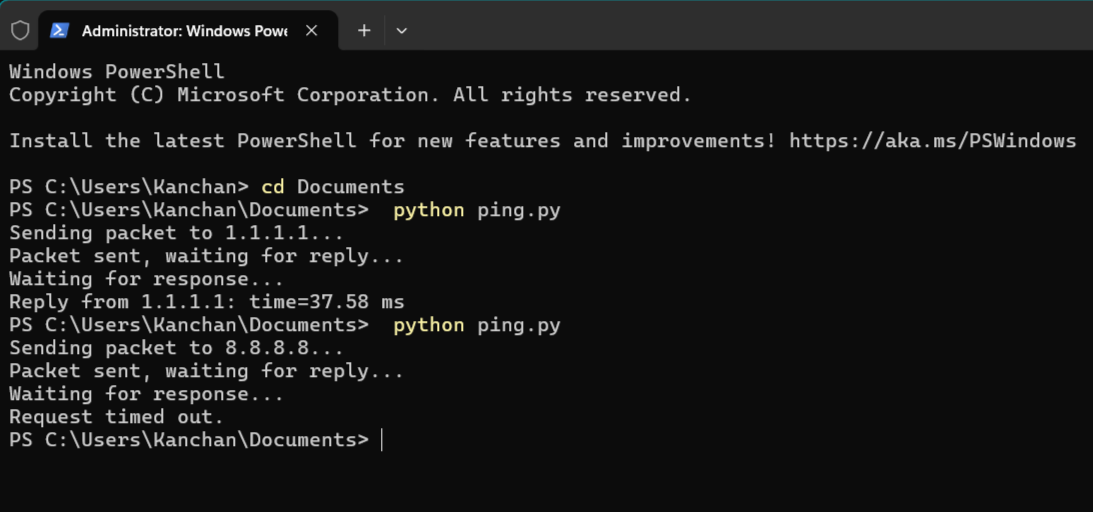 Administrator: Windows Powe
Windows PowerShell
Copyright (C) Microsoft Corporation. All rights reserved.
Install the latest PowerShell for new features and improvements! https://aka.ms/PSWindows
PS C:\Users\Kanchan> cd Documents
PS C:\Users\Kanchan\Documents>  python ping.py
Sending packet to 1.1.1.1...
Packet sent, waiting for reply...
Waiting for response...
Reply from 1.1.1.1: time=37.58 ms
PS C:\Users\Kanchan\Documents>  python ping.py
Sending packet to 8.8.8.8...
Packet sent, waiting for reply...
Waiting for response...
Request timed out.
PS C:\Users\Kanchan\Documents>